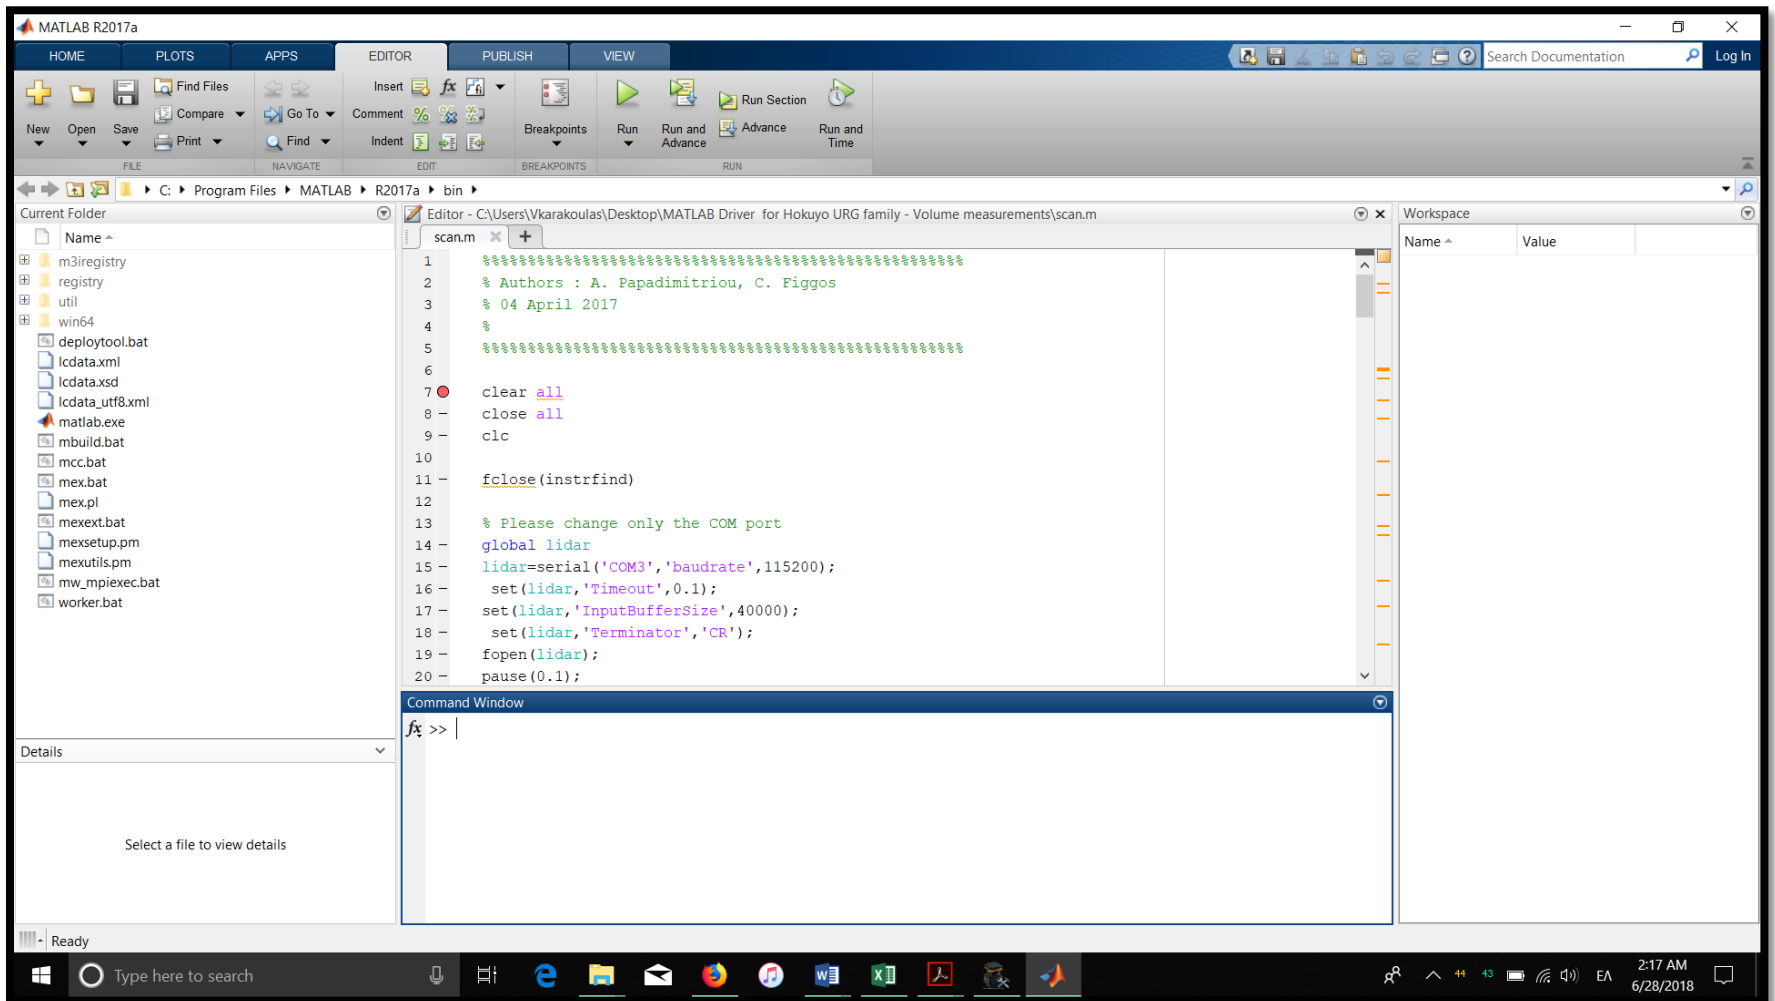 MATLAB R2017a
HOME PLOTS APPS EDITOR PUBLISH VIEW
Search Documentation Log In
New Open Save
Find Files
Compare
Print
FILE
Go To
Find
NAVIGATE
Insert fx
Comment
Indent
EDIT
Breakpoints
BREAKPOINTS
Run
Run and Advance
Run Section
Advance
Run and Time
RUN
C: Program Files MATLAB R2017a bin
Current Folder
Name
m3iregistry
registry
util
win64
deploytool.bat
lcdata.xml
lcdata.xsd
lcdata_utf8.xml
matlab.exe
mbuild.bat
mcc.bat
mex.bat
mex.pl
mexext.bat
mexsetup.pm
mexutils.pm
mw_mpiexec.bat
worker.bat
Details
Select a file to view details
Editor - C:\Users\Vkarakoulas\Desktop\MATLAB Driver for Hokuyo URG family - Volume measurements\scan.m
scan.m
1 %%%%%%%%%%%%%%%%%%%%%%%%%%%%%%%%%%%%%%%%%%%%%%%%%%%%%
2 % Authors : A. Papadimitriou, C. Figgos
3 % 04 April 2017
4 %
5 %%%%%%%%%%%%%%%%%%%%%%%%%%%%%%%%%%%%%%%%%%%%%%%%%%%%%
6
7 clear all
8 – close all
9 – clc
10
11 – fclose(instrfind)
12
13 % Please change only the COM port
14 – global lidar
15 – lidar=serial('COM3','baudrate',115200);
16 – set(lidar,'Timeout',0.1);
17 – set(lidar,'InputBufferSize',40000);
18 – set(lidar,'Terminator','CR');
19 – fopen(lidar);
20 – pause(0.1);
Command Window
fx >>
Workspace
Name Value
Ready
Type here to search
44 43 ΕΛ
2:17 AM
6/28/2018